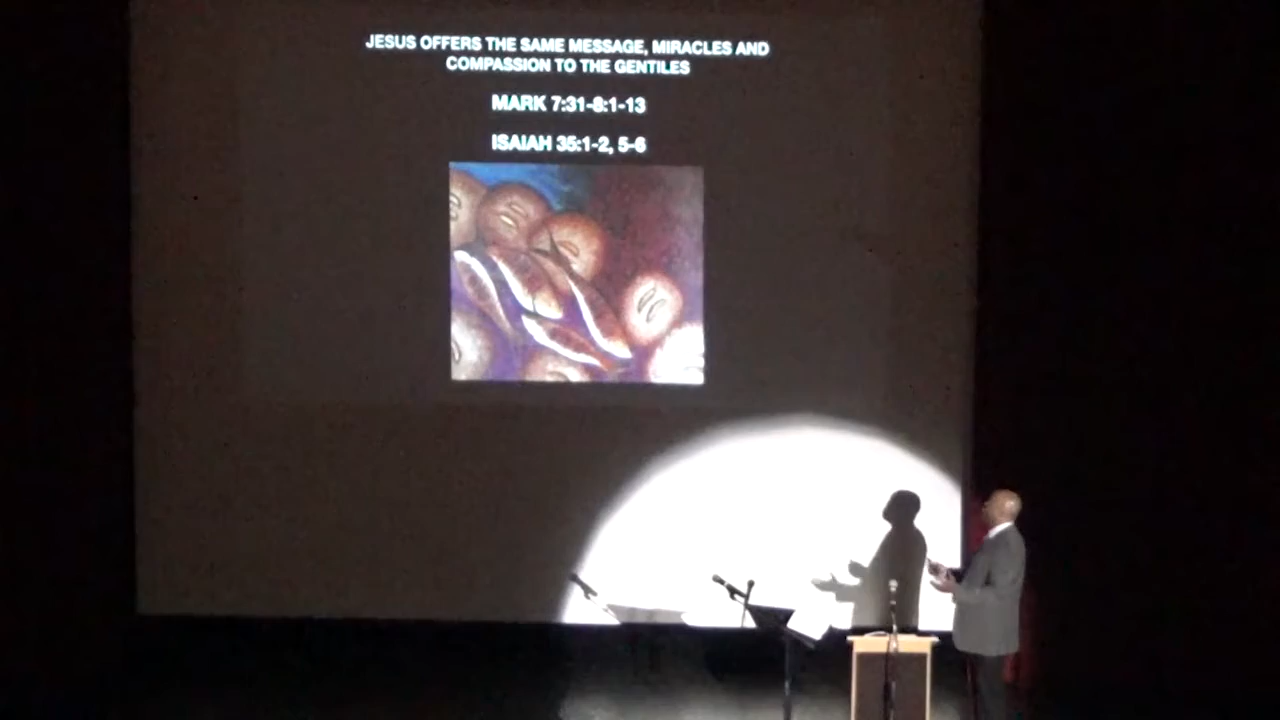 JESUS OFFERS THE SAME MESSAGE, MIRACLES AND
COMPASSION TO THE GENTILES
MARK 7:31-8:1-13
ISAIAH 35:1-2, 5-6